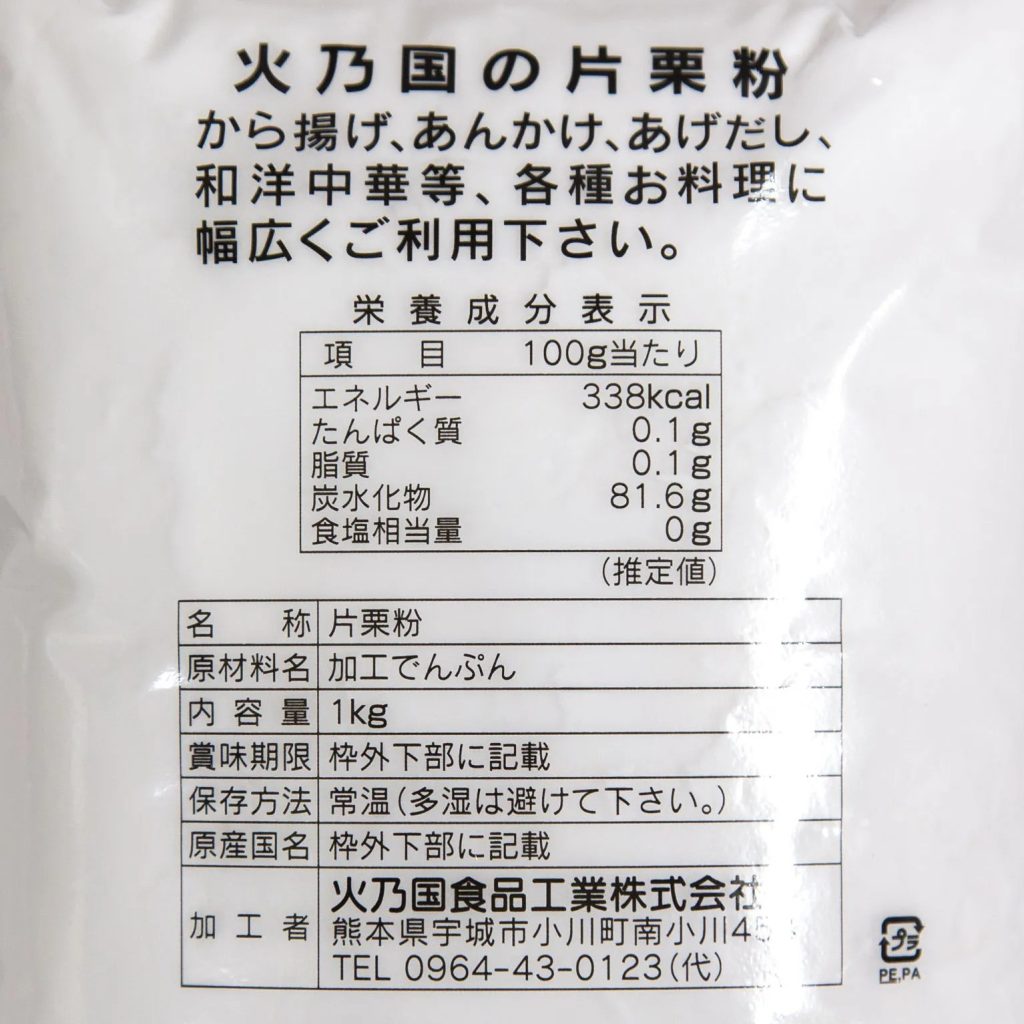 火乃国の片栗粉
から揚げ、あんかけ、あげだし、
和洋中華等、各種お料理に
幅広くご利用下さい。
栄養成分表示
項目 100g当たり
エネルギー 338kcal
たんぱく質 0.1g
脂質 0.1g
炭水化物 81.6g
食塩相当量 0g
(推定値)
名称 片栗粉
原材料名 加工でんぷん
内容量 1kg
賞味期限 枠外下部に記載
保存方法 常温(多湿は避けて下さい。)
原産国名 枠外下部に記載
加工者 火乃国食品工業株式会社
熊本県宇城市小川町南小川
TEL 0964-43-0123(代)
プラ
PE,PA